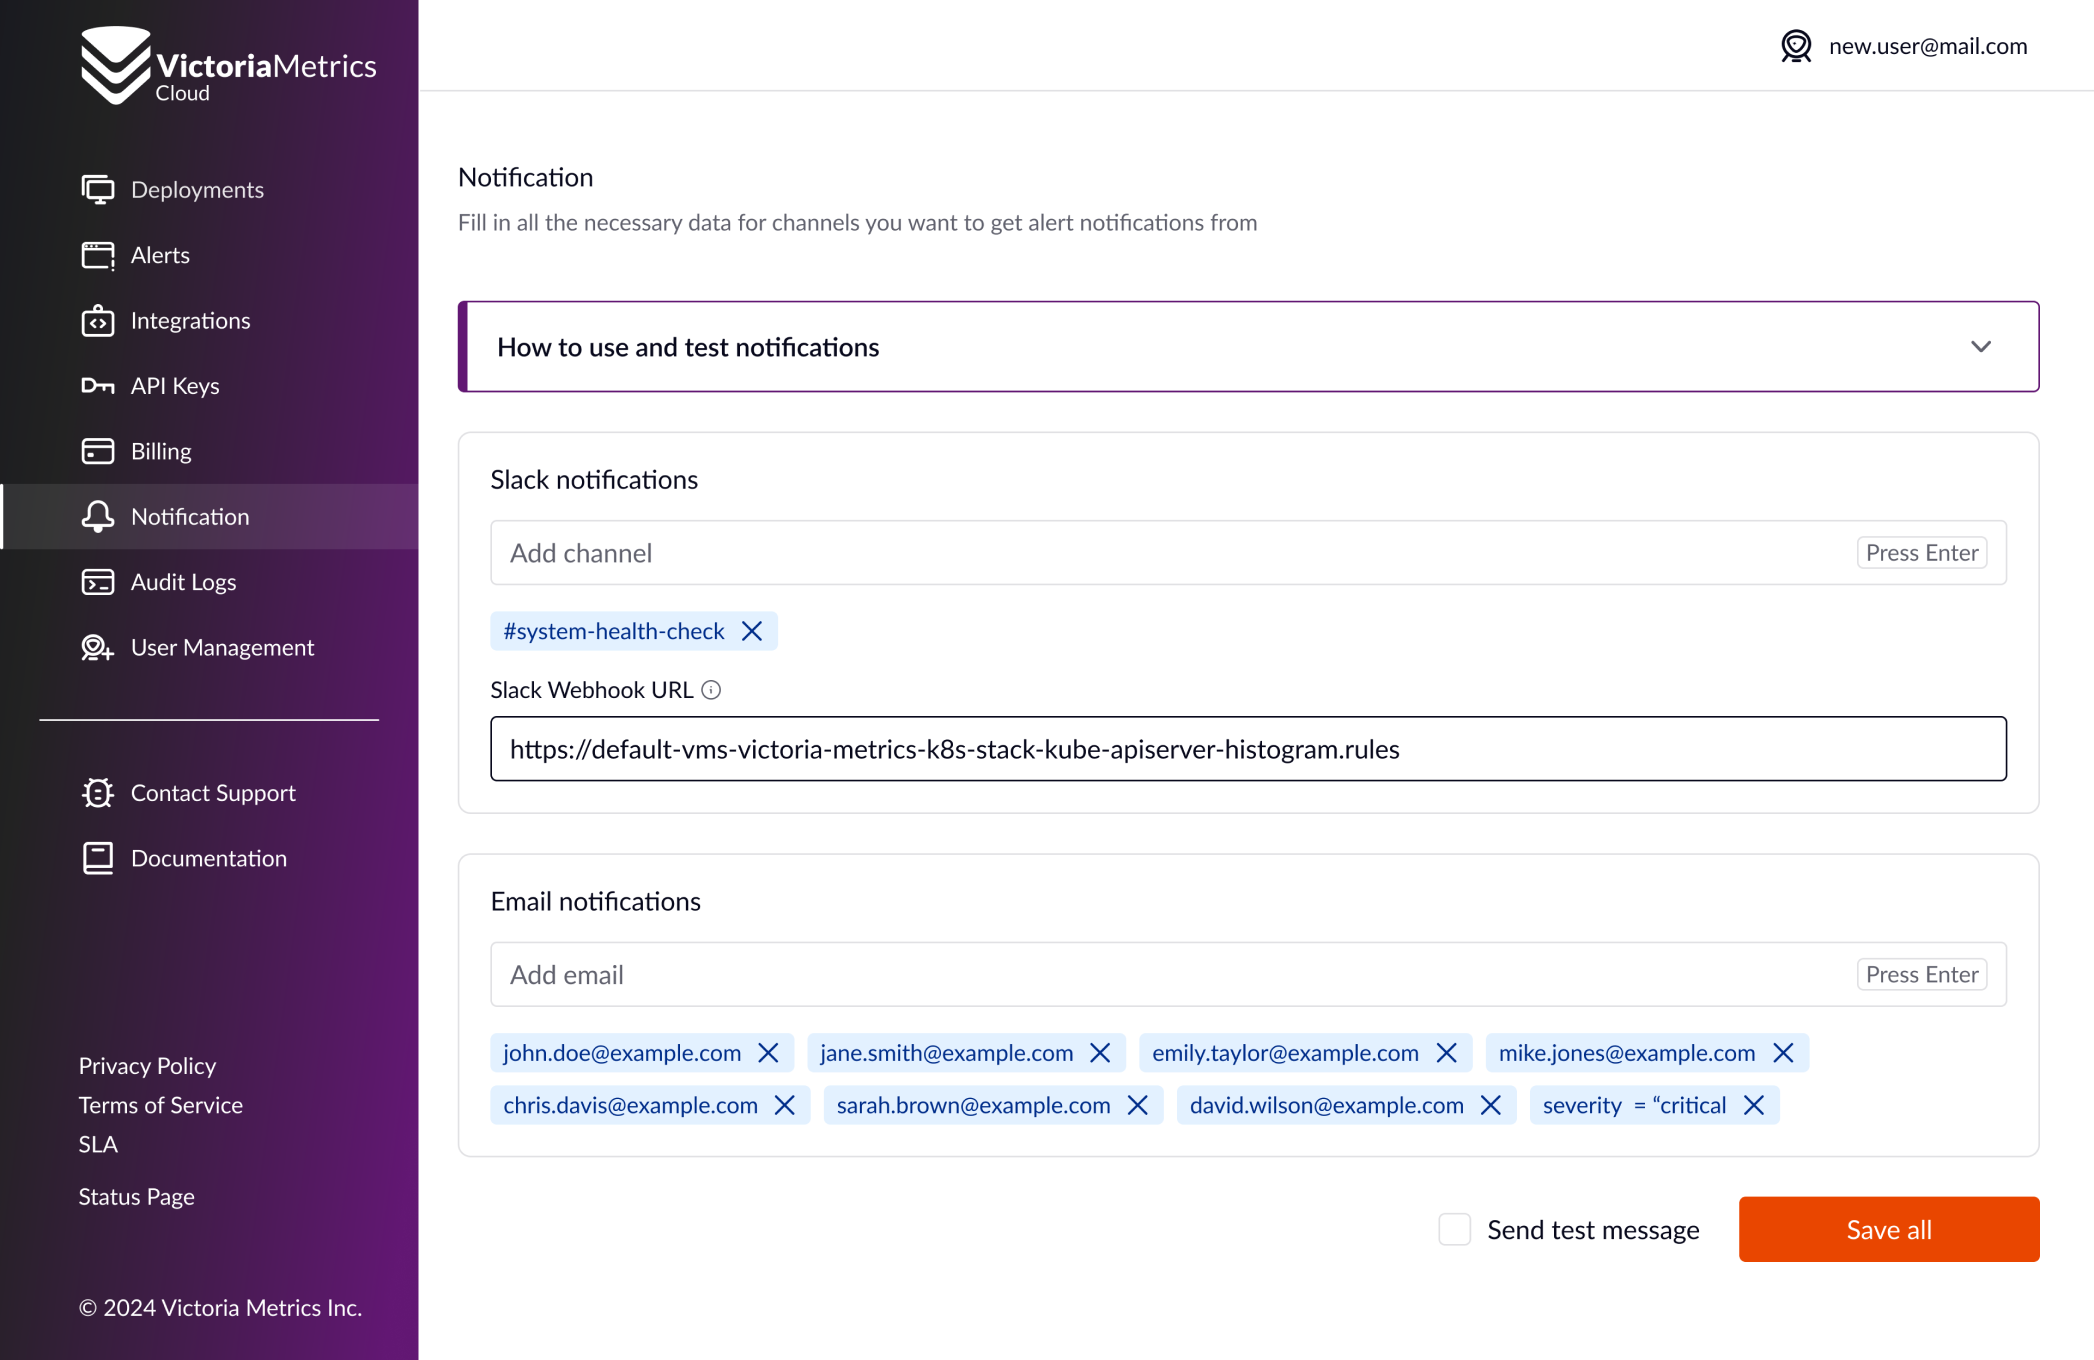 VictoriaMetrics
Cloud
new.user@mail.com
Deployments
Alerts
Integrations
API Keys
Billing
Notification
Audit Logs
User Management
Contact Support
Documentation
Privacy Policy
Terms of Service
SLA
Status Page
© 2024 Victoria Metrics Inc.
Notification
Fill in all the necessary data for channels you want to get alert notifications from
How to use and test notifications
Slack notifications
Add channel Press Enter
#system-health-check
Slack Webhook URL
https://default-vms-victoria-metrics-k8s-stack-kube-apiserver-histogram.rules
Email notifications
Add email Press Enter
john.doe@example.com jane.smith@example.com emily.taylor@example.com mike.jones@example.com
chris.davis@example.com sarah.brown@example.com david.wilson@example.com severity = “critical
Send test message Save all